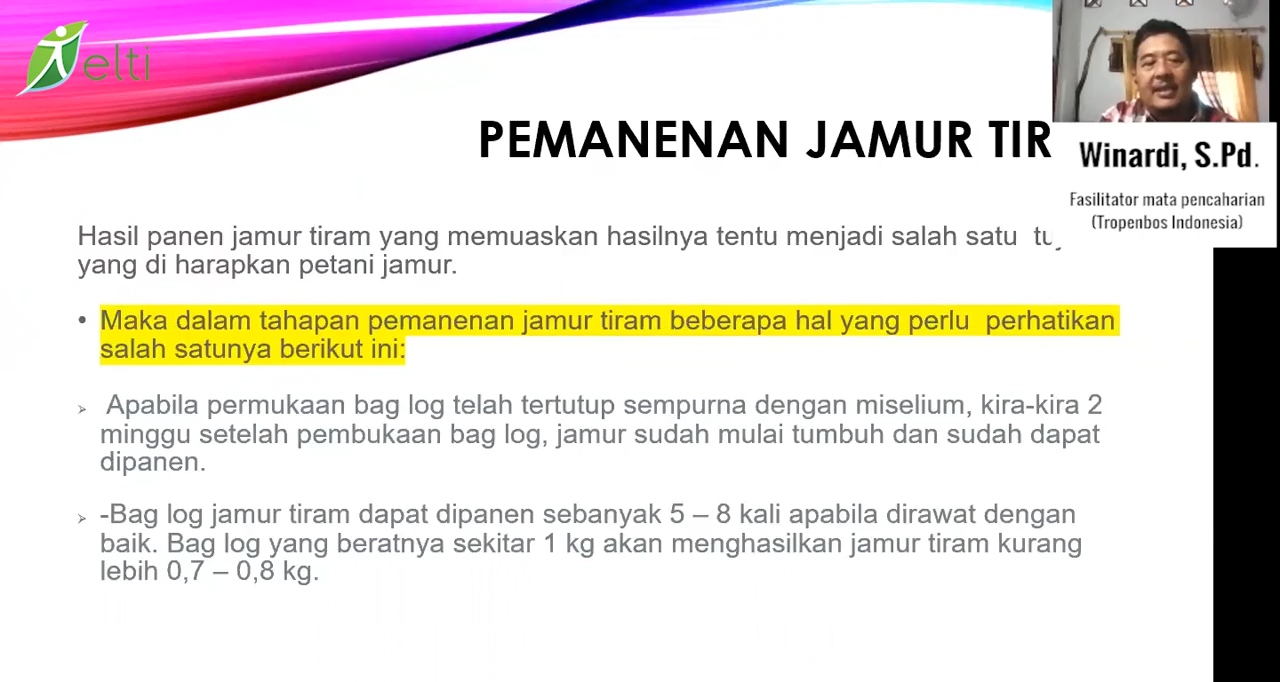 elti
PEMANENAN JAMUR TIR
Winardi, S.Pd.
Fasilitator mata pencaharian
(Tropenbos Indonesia)
Hasil panen jamur tiram yang memuaskan hasilnya tentu menjadi salah satu
yang di harapkan petani jamur.
• Maka dalam tahapan pemanenan jamur tiram beberapa hal yang perlu perhatikan
salah satunya berikut ini:
➢ Apabila permukaan bag log telah tertutup sempurna dengan miselium, kira-kira 2
minggu setelah pembukaan bag log, jamur sudah mulai tumbuh dan sudah dapat
dipanen.
➢ -Bag log jamur tiram dapat dipanen sebanyak 5 – 8 kali apabila dirawat dengan
baik. Bag log yang beratnya sekitar 1 kg akan menghasilkan jamur tiram kurang
lebih 0,7 – 0,8 kg.